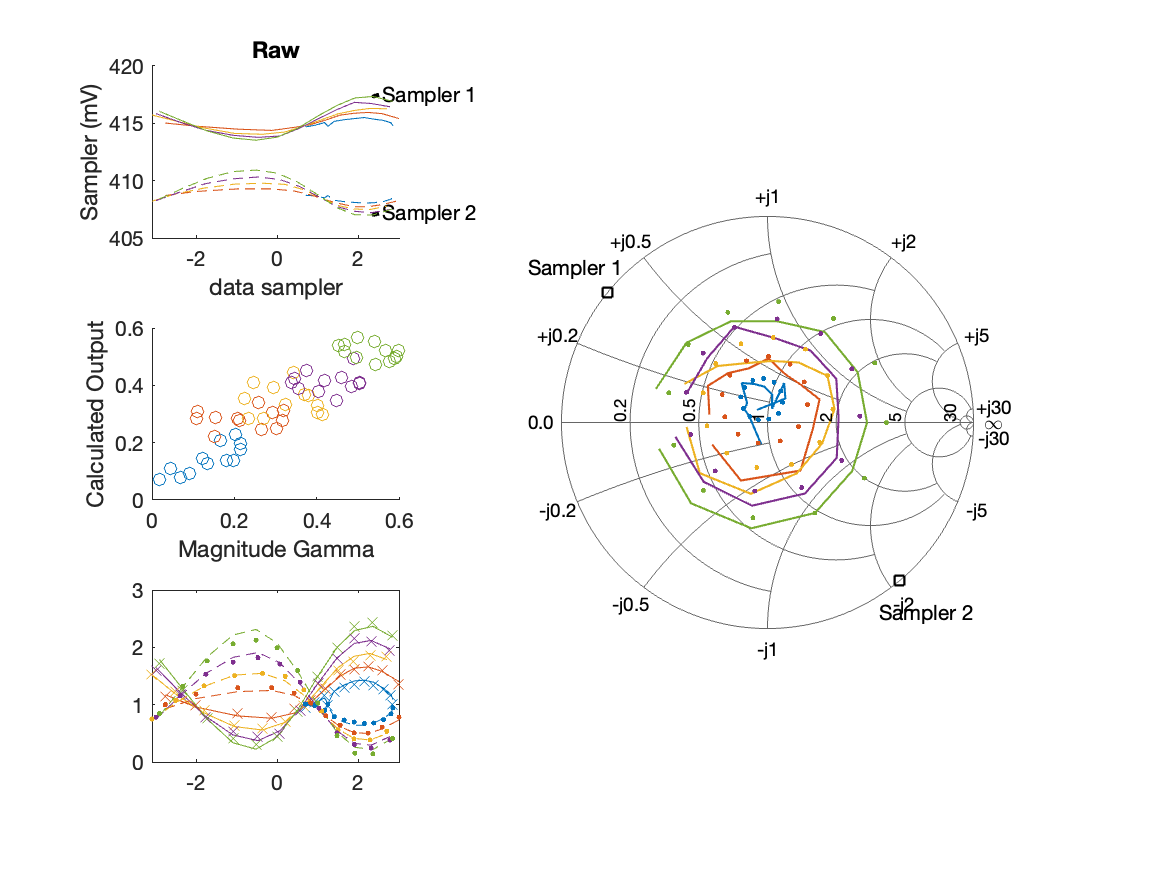 Raw
420
415
410
405
Sampler (mV)
Sampler 1
Sampler 2
-2
0
2
data sampler
0.6
0.4
0.2
0
Calculated Output
0
0.2
0.4
0.6
Magnitude Gamma
3
2
1
0
-2
0
2
+j1
+j0.5
+j2
Sampler 1
+j0.2
+j5
0.0
0.2
0.5
1
2
5
30
+j30
∞
-j30
-j0.2
-j5
-j0.5
-j2
Sampler 2
-j1